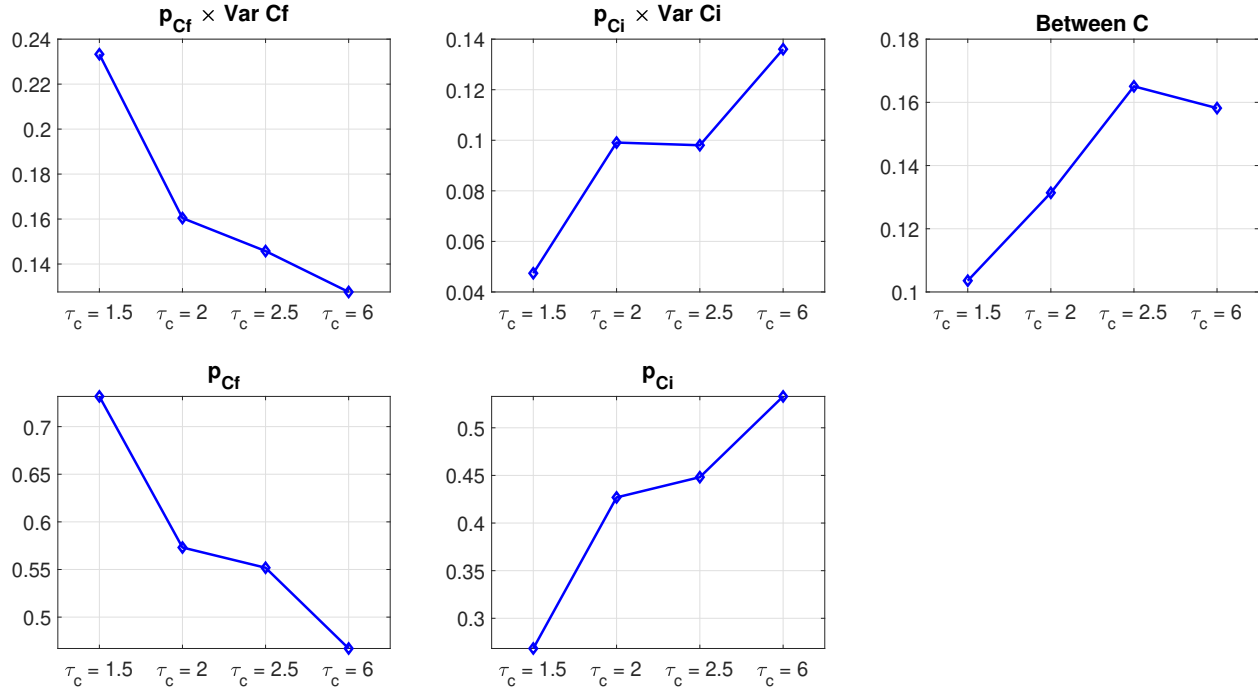 p_Cf × Var Cf
0.24
0.22
0.2
0.18
0.16
0.14
τ_c = 1.5 τ_c = 2 τ_c = 2.5 τ_c = 6
p_Ci × Var Ci
0.14
0.12
0.1
0.08
0.06
0.04
τ_c = 1.5 τ_c = 2 τ_c = 2.5 τ_c = 6
Between C
0.18
0.16
0.14
0.12
0.1
τ_c = 1.5 τ_c = 2 τ_c = 2.5 τ_c = 6
p_Cf
0.7
0.65
0.6
0.55
0.5
τ_c = 1.5 τ_c = 2 τ_c = 2.5 τ_c = 6
p_Ci
0.5
0.45
0.4
0.35
0.3
τ_c = 1.5 τ_c = 2 τ_c = 2.5 τ_c = 6